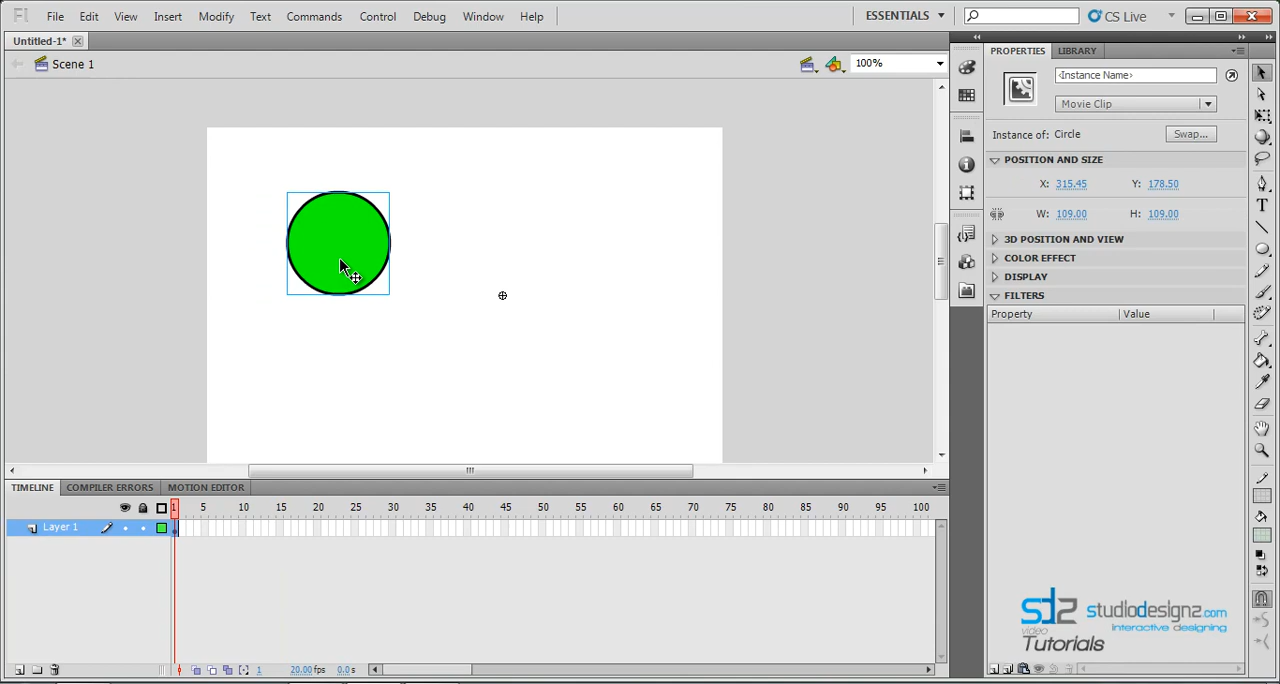 Fl File Edit View Insert Modify Text Commands Control Debug Window Help ESSENTIALS CS Live
Untitled-1*
Scene 1 100%
PROPERTIES LIBRARY
<Instance Name>
Movie Clip
Instance of: Circle Swap...
POSITION AND SIZE
X: 315.45 Y: 178.50
W: 109.00 H: 109.00
3D POSITION AND VIEW
COLOR EFFECT
DISPLAY
FILTERS
Property Value
TIMELINE COMPILER ERRORS MOTION EDITOR
1 5 10 15 20 25 30 35 40 45 50 55 60 65 70 75 80 85 90 95 100
Layer 1
1 20.00 fps 0.0 s
sd2 studiodesign2.com
interactive designing
video
Tutorials